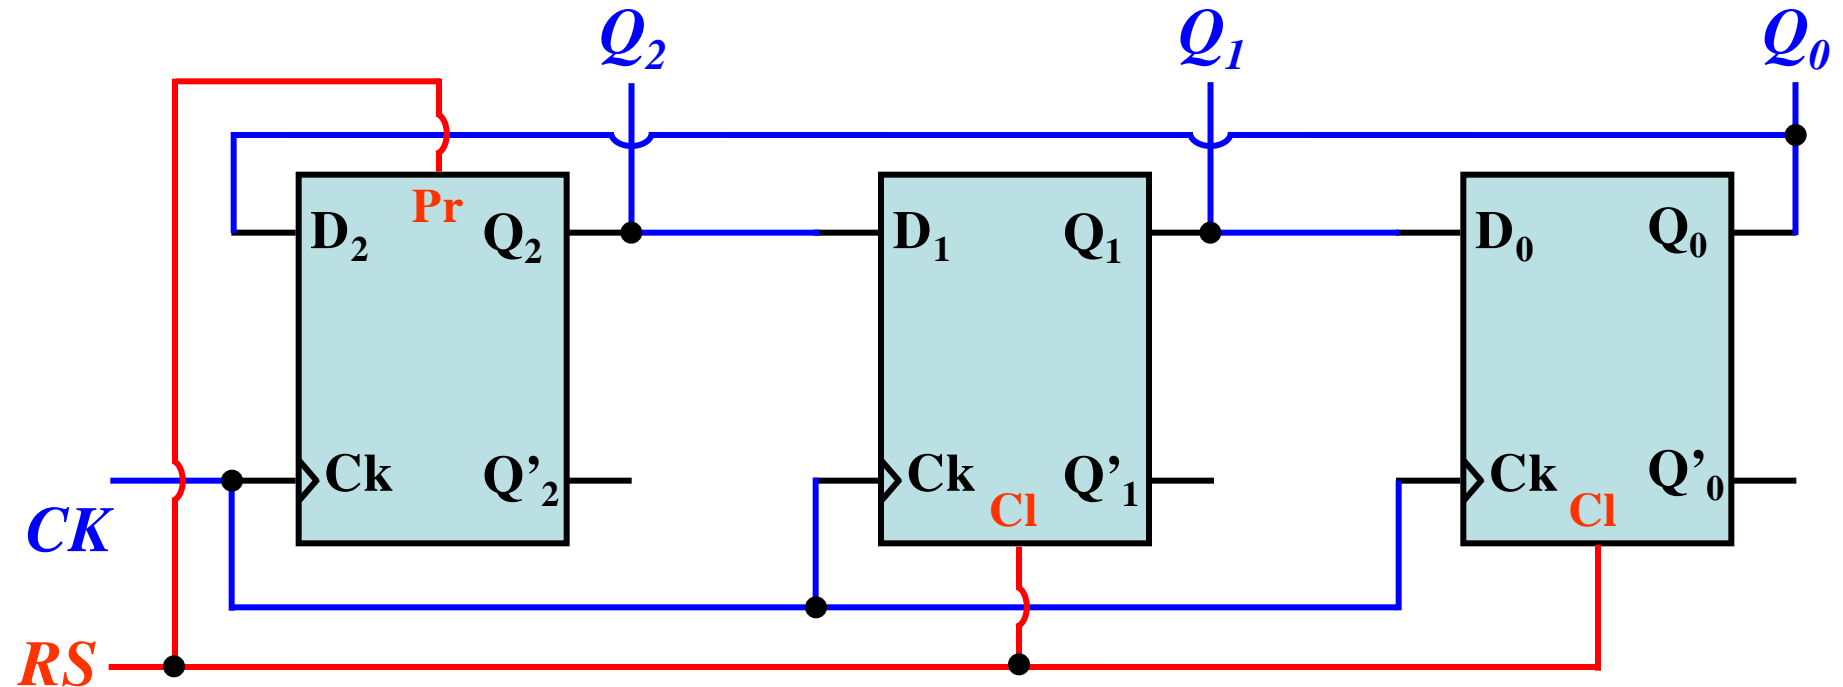 Q2 Q1 Q0
Pr
D2 Q2 D1 Q1 D0 Q0
Ck Q’2 Ck Q’1 Ck Q’0
Cl Cl
CK
RS